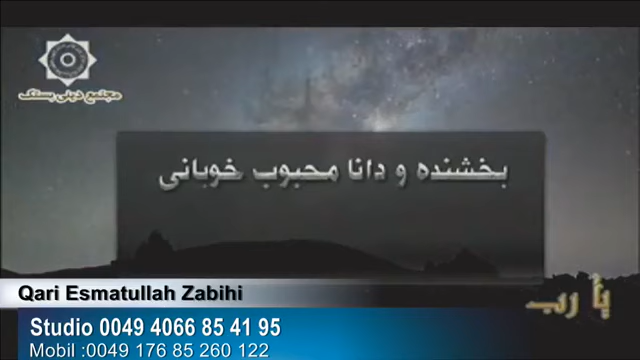 مجتمع دینی بستک
بخشنده و دانا محبوب خوبانی
یا رب
Qari Esmatullah Zabihi
Studio 0049 4066 85 41 95
Mobil :0049 176 85 260 122